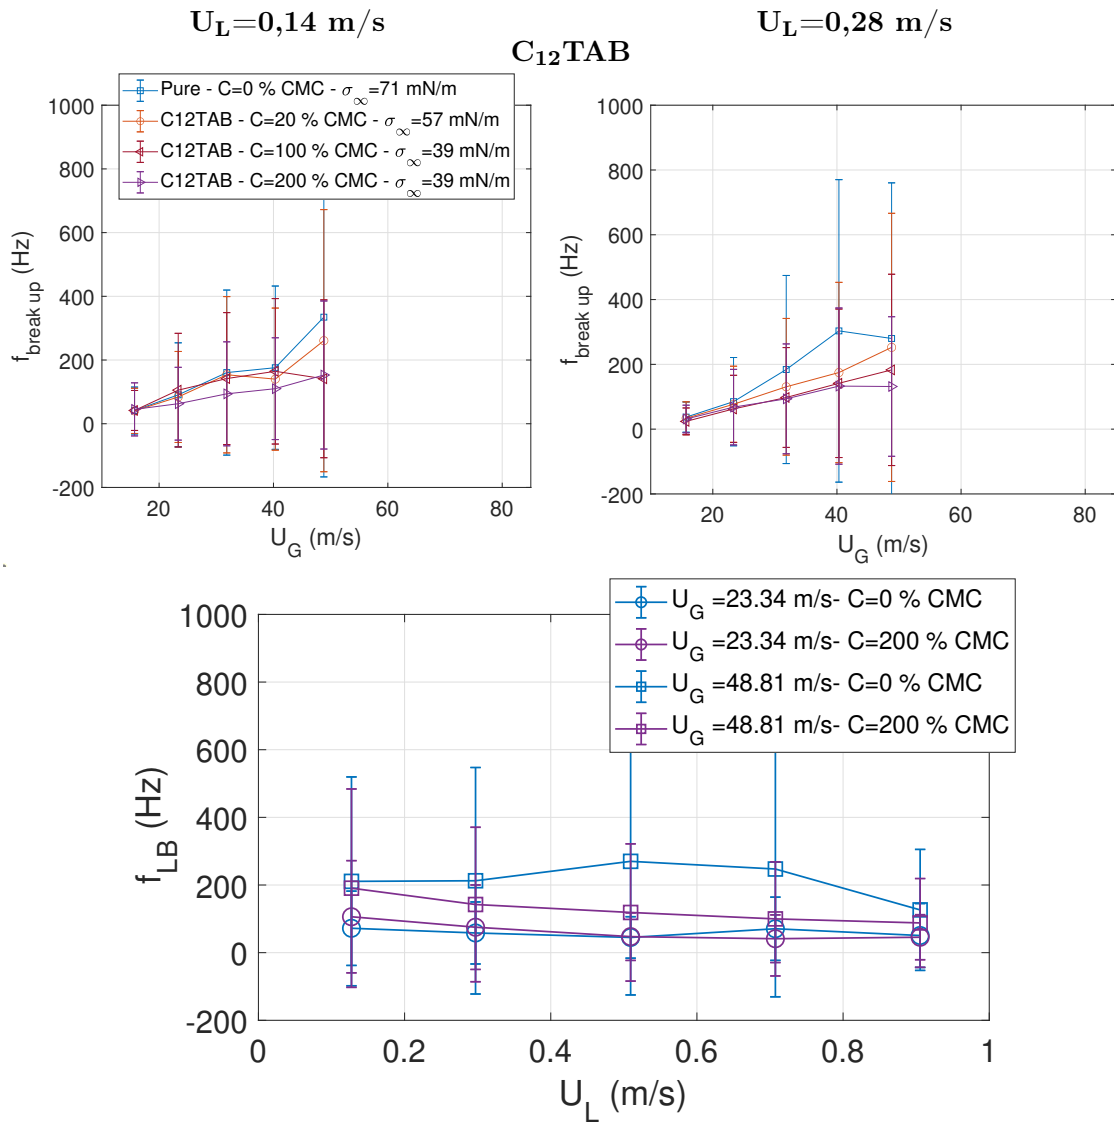 U_L=0,14 m/s
U_L=0,28 m/s
C_12TAB
Pure - C=0 % CMC - σ_∞=71 mN/m
C12TAB - C=20 % CMC - σ_∞=57 mN/m
C12TAB - C=100 % CMC - σ_∞=39 mN/m
C12TAB - C=200 % CMC - σ_∞=39 mN/m
1000
800
600
400
200
0
-200
f_break up (Hz)
20
40
60
80
U_G (m/s)
1000
800
600
400
200
0
-200
f_break up (Hz)
20
40
60
80
U_G (m/s)
U_G =23.34 m/s- C=0 % CMC
U_G =23.34 m/s- C=200 % CMC
U_G =48.81 m/s- C=0 % CMC
U_G =48.81 m/s- C=200 % CMC
1000
800
600
400
200
0
-200
f_LB (Hz)
0
0.2
0.4
0.6
0.8
1
U_L (m/s)